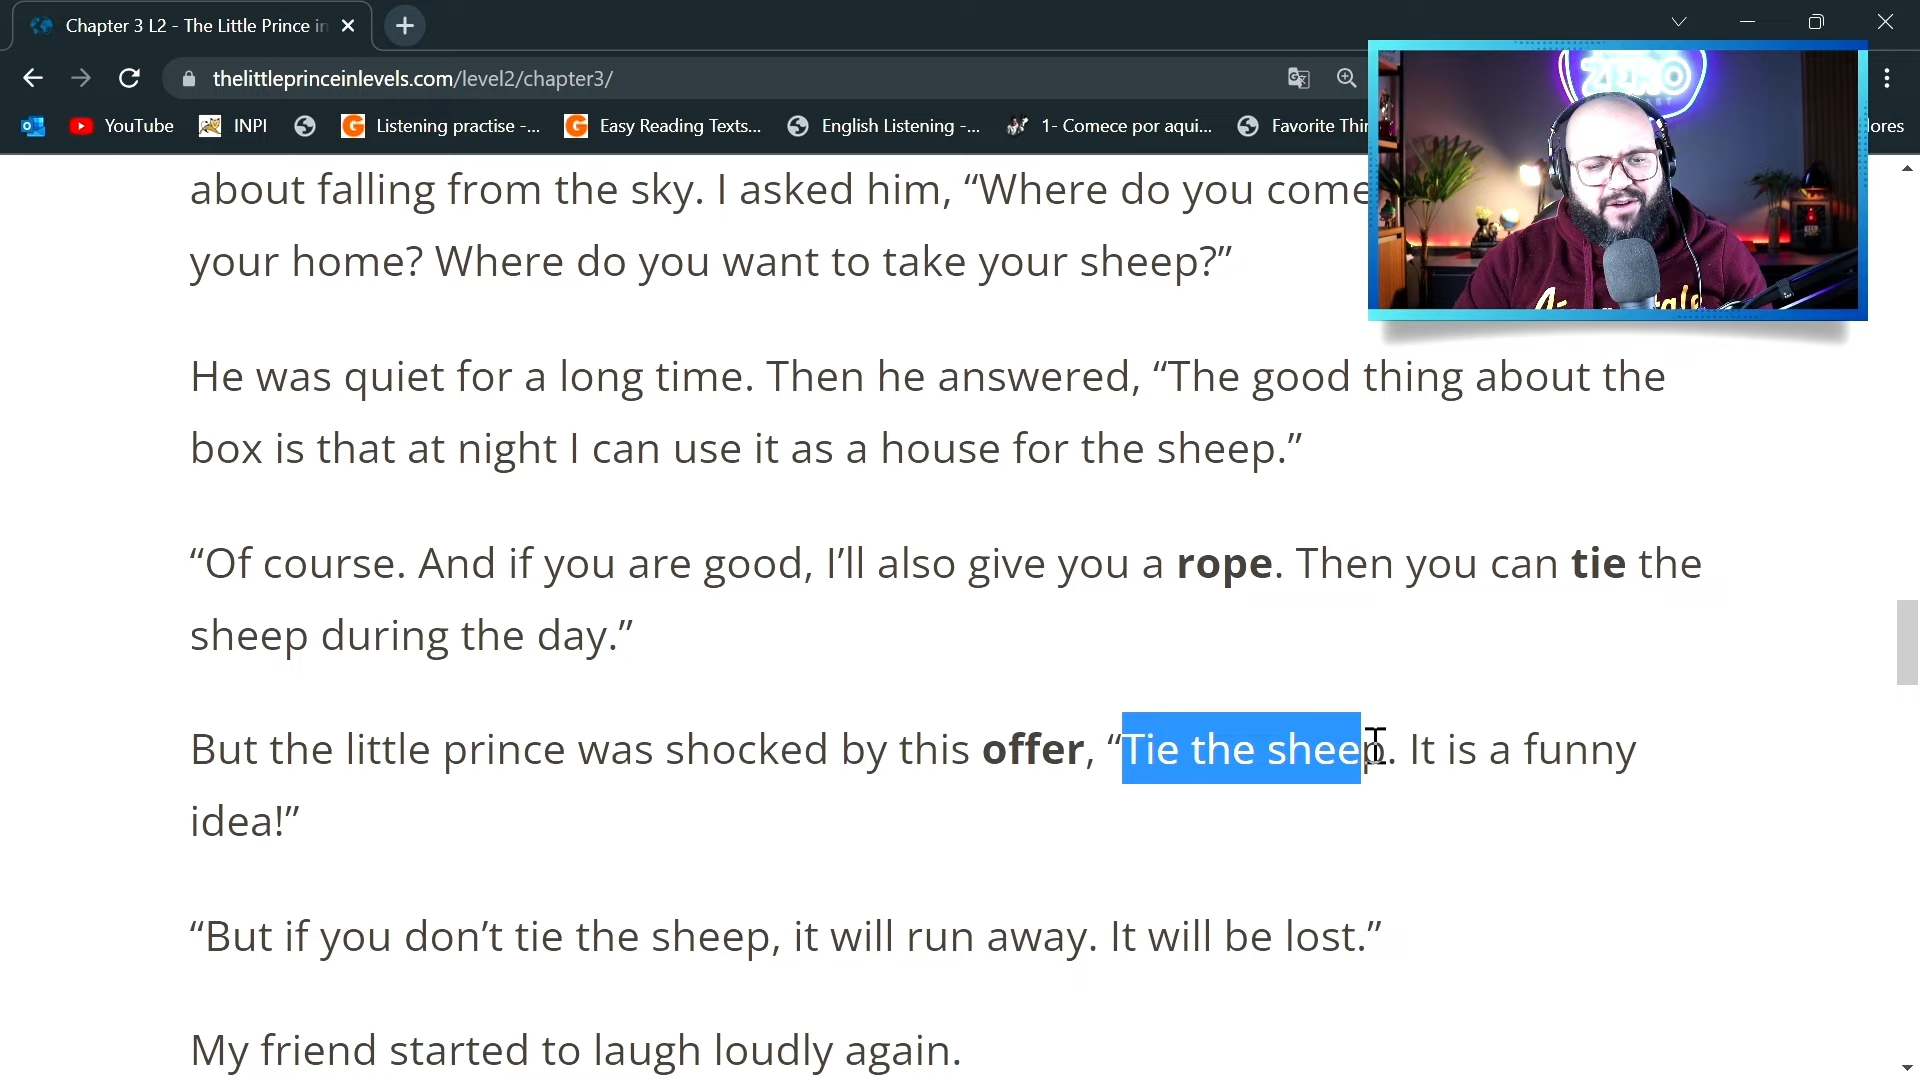 Chapter 3 L2 - The Little Prince in
thelittleprinceinlevels.com/level2/chapter3/
YouTube INPI Listening practise -... Easy Reading Texts... English Listening -... 1- Comece por aqui... Favorite Thin ores
ZERO
about falling from the sky. I asked him, “Where do you come
your home? Where do you want to take your sheep?”
He was quiet for a long time. Then he answered, “The good thing about the
box is that at night I can use it as a house for the sheep.”
“Of course. And if you are good, I’ll also give you a rope. Then you can tie the
sheep during the day.”
But the little prince was shocked by this offer, “Tie the sheep. It is a funny
idea!”
“But if you don’t tie the sheep, it will run away. It will be lost.”
My friend started to laugh loudly again.